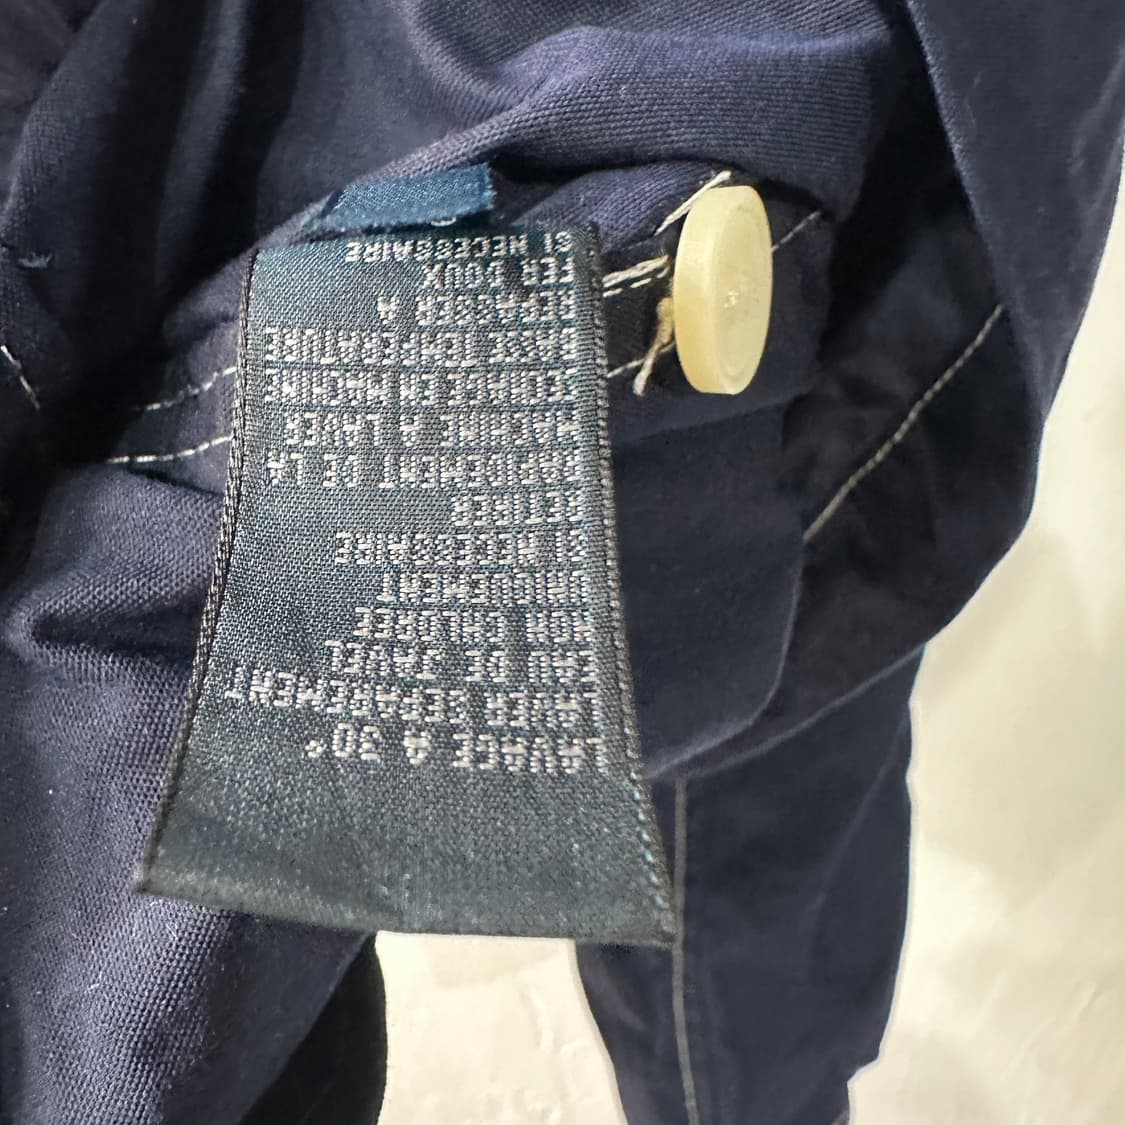 LAVAGE A 30°
LAVER SEPAREMENT
EAU DE JAVEL
NON CHLOREE
UNIQUEMENT
SI NECESSAIRE
RETIRER
RAPIDEMENT DE LA
MACHINE A LAVER
SECHAGE EN MACHINE
BASSE TEMPERATURE
REPASSER A
FER DOUX
SI NECESSAIRE